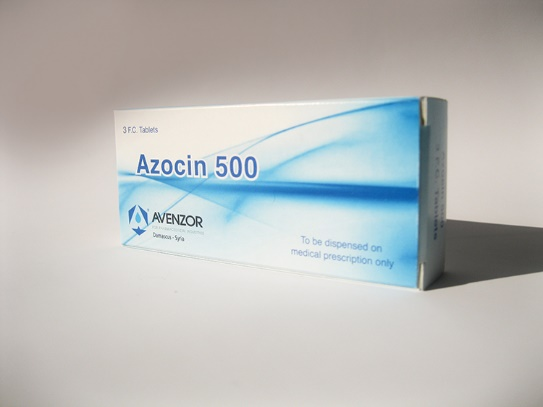 3 F.C. Tablets
Azocin 500
AVENZOR
Damascus - Syria
To be dispensed on
medical prescription only